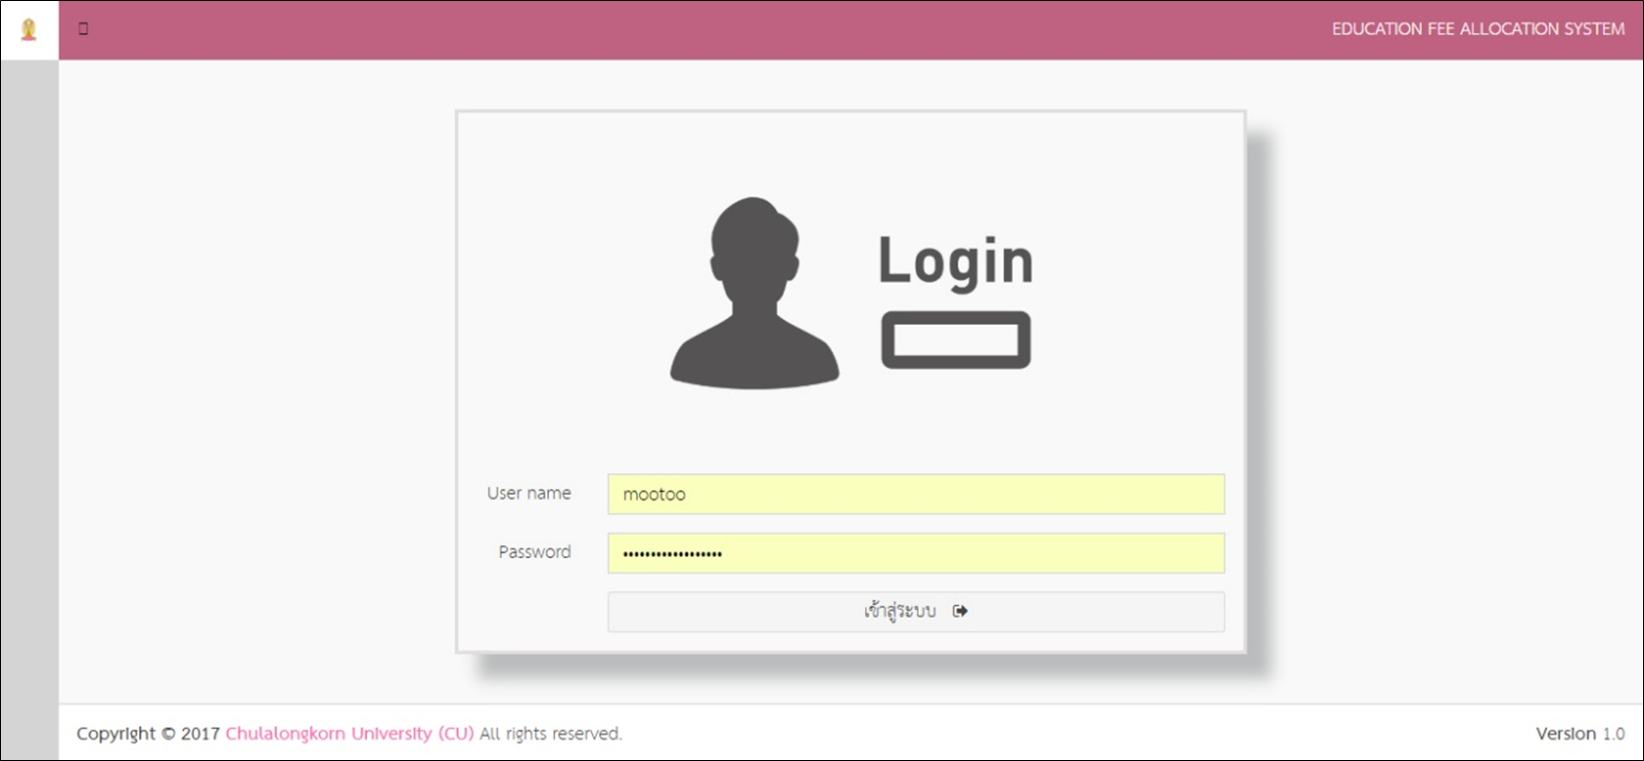 EDUCATION FEE ALLOCATION SYSTEM
Login
User name
mootoo
Password
••••••••••••••••••
เข้าสู่ระบบ
Copyright © 2017 Chulalongkorn University (CU) All rights reserved.
Version 1.0